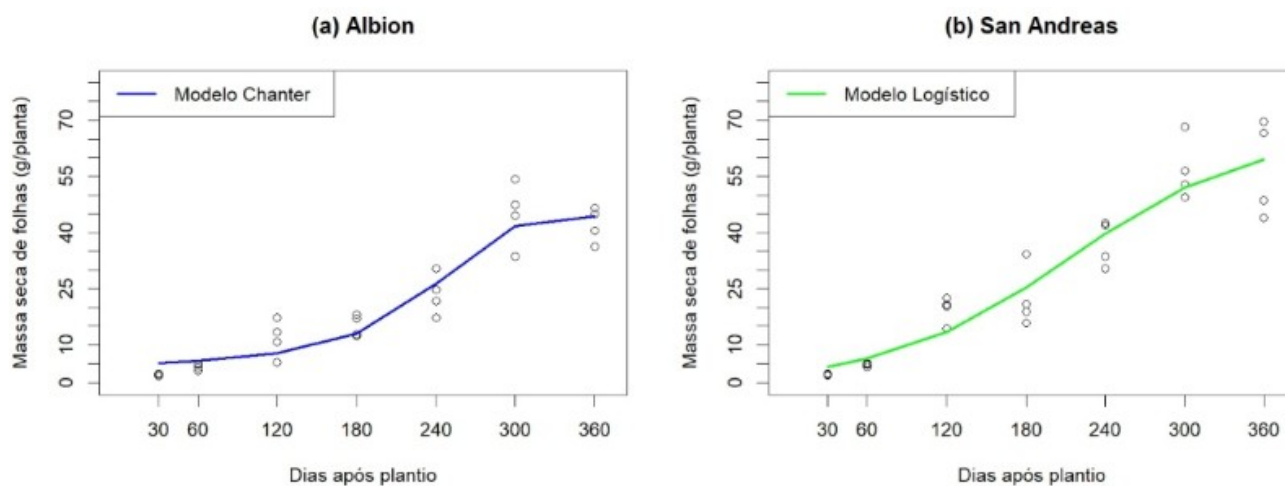 (a) Albion
Modelo Chanter
Massa seca de folhas (g/planta)
70
55
40
25
10
0
30 60 120 180 240 300 360
Dias após plantio
(b) San Andreas
Modelo Logístico
Massa seca de folhas (g/planta)
70
55
40
25
10
0
30 60 120 180 240 300 360
Dias após plantio